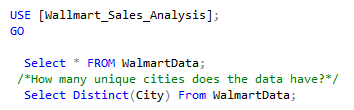 USE [Wallmart_Sales_Analysis];
GO
Select * FROM WalmartData;
/*How many unique cities does the data have?*/
Select Distinct(City) From WalmartData;